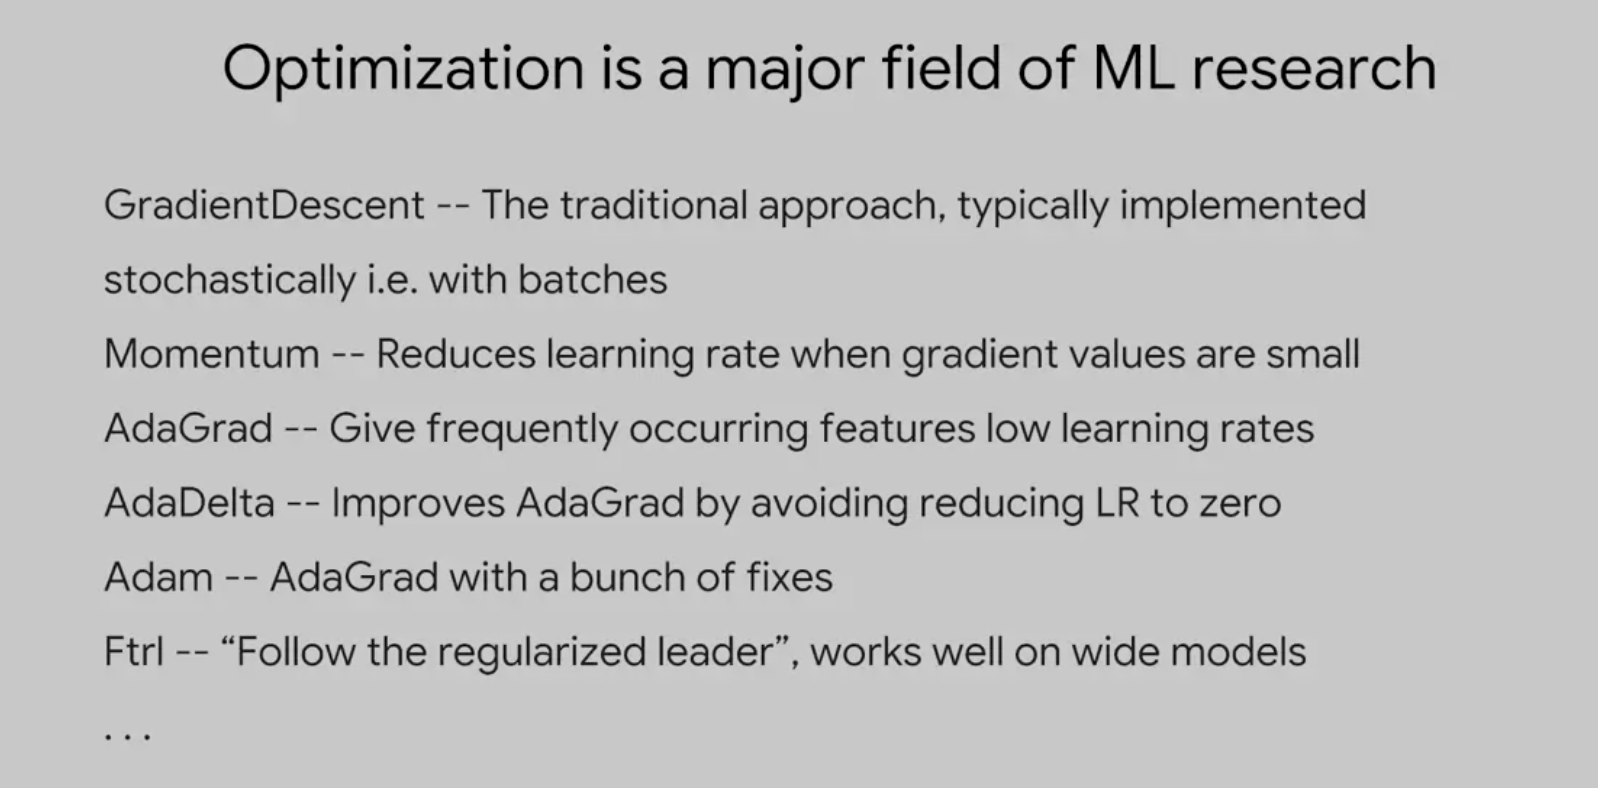 Optimization is a major field of ML research
GradientDescent -- The traditional approach, typically implemented
stochastically i.e. with batches
Momentum -- Reduces learning rate when gradient values are small
AdaGrad -- Give frequently occurring features low learning rates
AdaDelta -- Improves AdaGrad by avoiding reducing LR to zero
Adam -- AdaGrad with a bunch of fixes
Ftrl -- “Follow the regularized leader”, works well on wide models
. . .